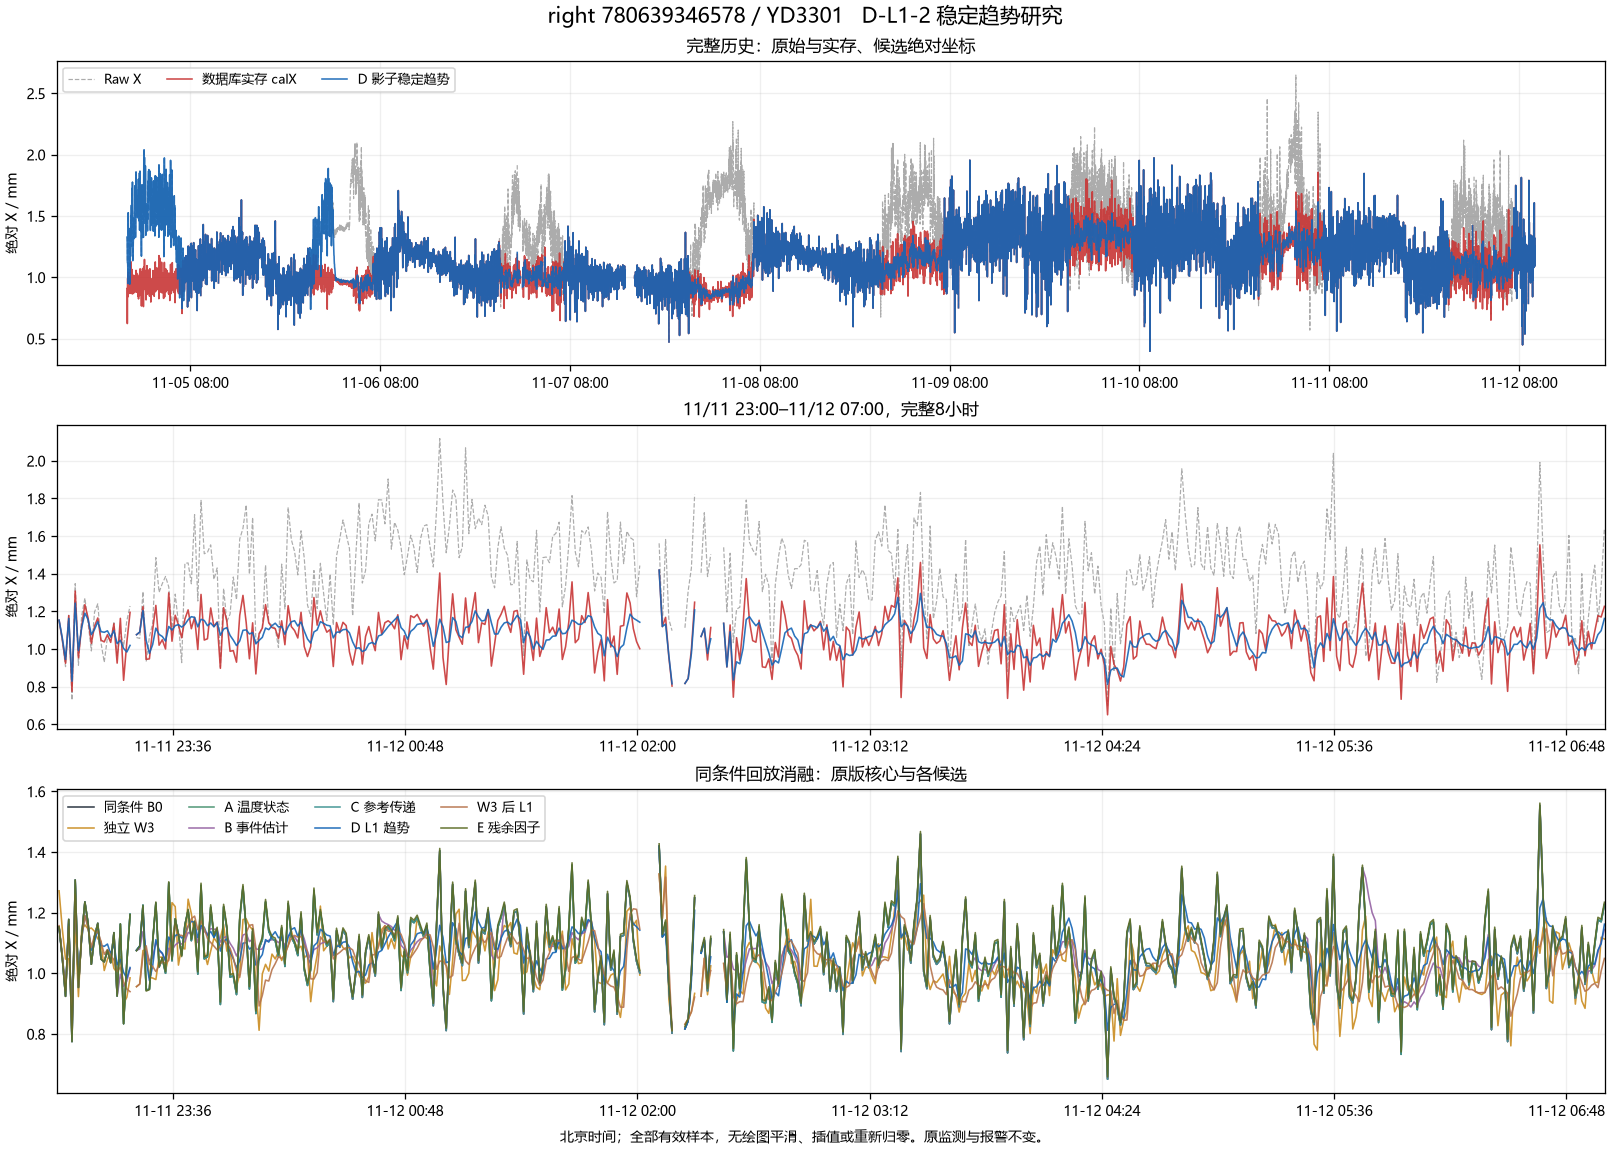 right 780639346578 / YD3301   D-L1-2 稳定趋势研究
完整历史：原始与实存、候选绝对坐标
Raw X
数据库实存 calX
D 影子稳定趋势
绝对 X / mm
2.5
2.0
1.5
1.0
0.5
11-05 08:00
11-06 08:00
11-07 08:00
11-08 08:00
11-09 08:00
11-10 08:00
11-11 08:00
11-12 08:00
11/11 23:00–11/12 07:00，完整8小时
绝对 X / mm
2.0
1.8
1.6
1.4
1.2
1.0
0.8
0.6
11-11 23:36
11-12 00:48
11-12 02:00
11-12 03:12
11-12 04:24
11-12 05:36
11-12 06:48
同条件回放消融：原版核心与各候选
同条件 B0
A 温度状态
C 参考传递
W3 后 L1
独立 W3
B 事件估计
D L1 趋势
E 残余因子
绝对 X / mm
1.6
1.4
1.2
1.0
0.8
11-11 23:36
11-12 00:48
11-12 02:00
11-12 03:12
11-12 04:24
11-12 05:36
11-12 06:48
北京时间；全部有效样本，无绘图平滑、插值或重新归零。原监测与报警不变。